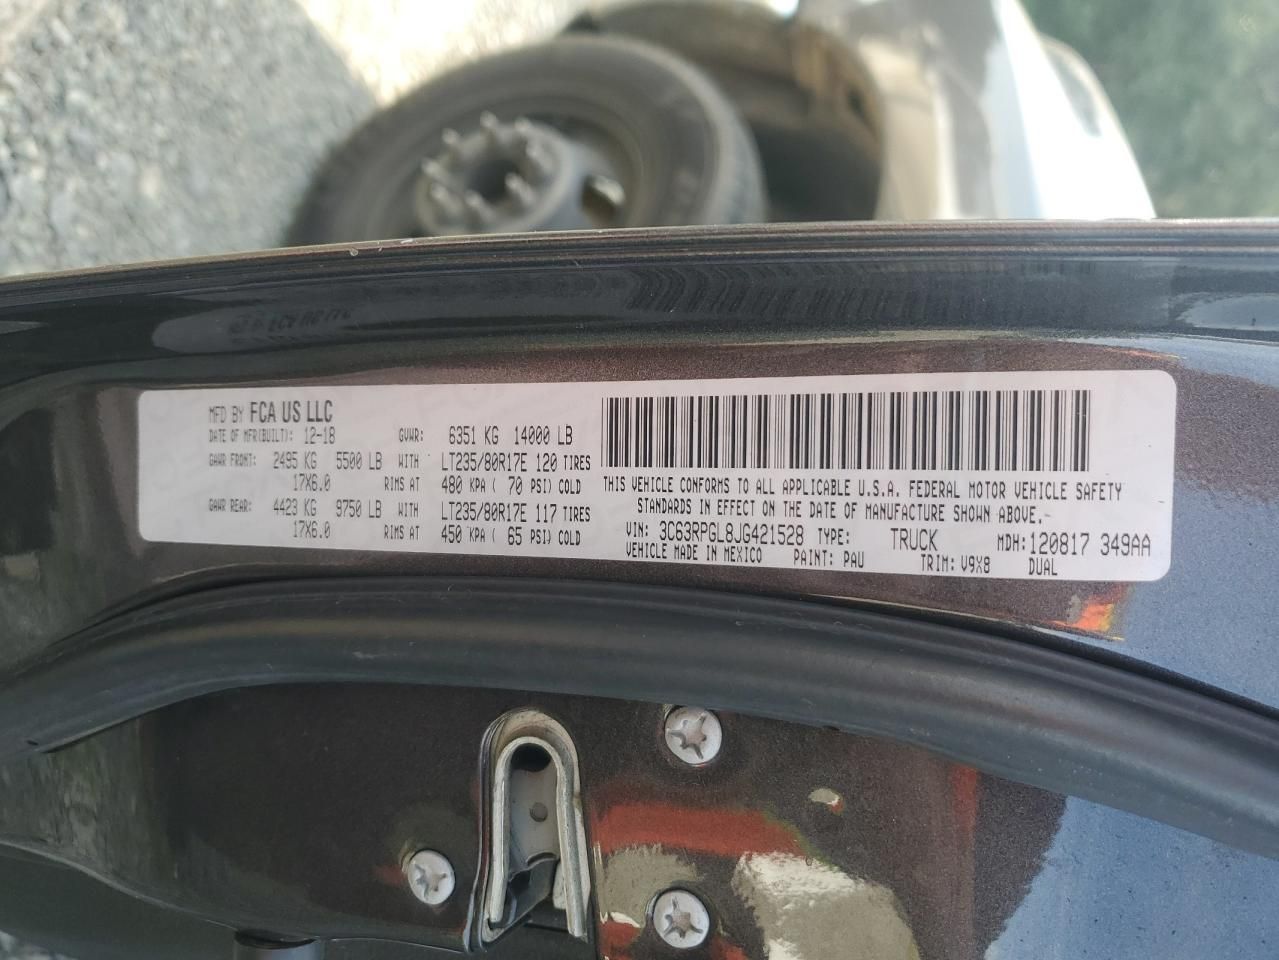 MFD BY FCA US LLC
DATE OF MFR(BUILT): 12-18 GVWR: 6351 KG 14000 LB
GAWR FRONT: 2495 KG 5500 LB WITH LT235/80R17E 120 TIRES
17X6.0 RIMS AT 480 KPA ( 70 PSI) COLD
GAWR REAR: 4423 KG 9750 LB WITH LT235/80R17E 117 TIRES
17X6.0 RIMS AT 450 KPA ( 65 PSI) COLD
THIS VEHICLE CONFORMS TO ALL APPLICABLE U.S.A. FEDERAL MOTOR VEHICLE SAFETY
STANDARDS IN EFFECT ON THE DATE OF MANUFACTURE SHOWN ABOVE.
VIN: 3C63RPGL8JG421528 TYPE: TRUCK MDH: 120817 349AA
VEHICLE MADE IN MEXICO PAINT: PAU TRIM: V9X8 DUAL